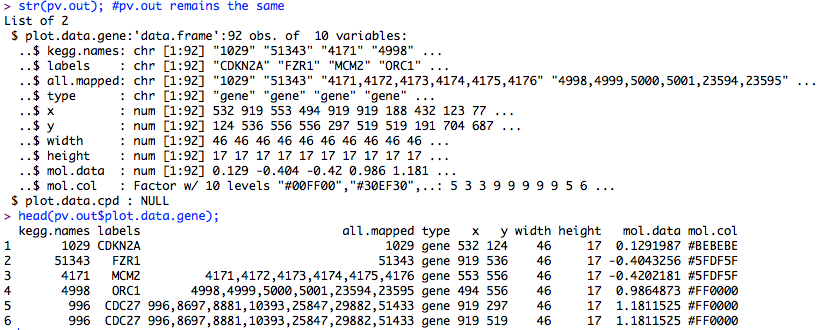 > str(pv.out); #pv.out remains the same
List of 2
 $ plot.data.gene:'data.frame':92 obs. of  10 variables:
  ..$ kegg.names: chr [1:92] "1029" "51343" "4171" "4998" ...
  ..$ labels    : chr [1:92] "CDKN2A" "FZR1" "MCM2" "ORC1" ...
  ..$ all.mapped: chr [1:92] "1029" "51343" "4171,4172,4173,4174,4175,4176" "4998,4999,5000,5001,23594,23595" ...
  ..$ type      : chr [1:92] "gene" "gene" "gene" "gene" ...
  ..$ x         : num [1:92] 532 919 553 494 919 919 188 432 123 77 ...
  ..$ y         : num [1:92] 124 536 556 556 297 519 519 191 704 687 ...
  ..$ width     : num [1:92] 46 46 46 46 46 46 46 46 46 46 ...
  ..$ height    : num [1:92] 17 17 17 17 17 17 17 17 17 17 ...
  ..$ mol.data  : num [1:92] 0.129 -0.404 -0.42 0.986 1.181 ...
  ..$ mol.col   : Factor w/ 10 levels "#00FF00","#30EF30",..: 5 3 3 9 9 9 9 9 5 6 ...
 $ plot.data.cpd : NULL
> head(pv.out$plot.data.gene);
  kegg.names labels                                all.mapped type   x   y width height   mol.data mol.col
1       1029 CDKN2A                                      1029 gene 532 124    46     17  0.1291987 #BEBEBE
2      51343   FZR1                                     51343 gene 919 536    46     17 -0.4043256 #5FDF5F
3       4171   MCM2             4171,4172,4173,4174,4175,4176 gene 553 556    46     17 -0.4202181 #5FDF5F
4       4998   ORC1           4998,4999,5000,5001,23594,23595 gene 494 556    46     17  0.9864873 #FF0000
5        996  CDC27 996,8697,8881,10393,25847,29882,51433 gene 919 297    46     17  1.1811525 #FF0000
6        996  CDC27 996,8697,8881,10393,25847,29882,51433 gene 919 519    46     17  1.1811525 #FF0000